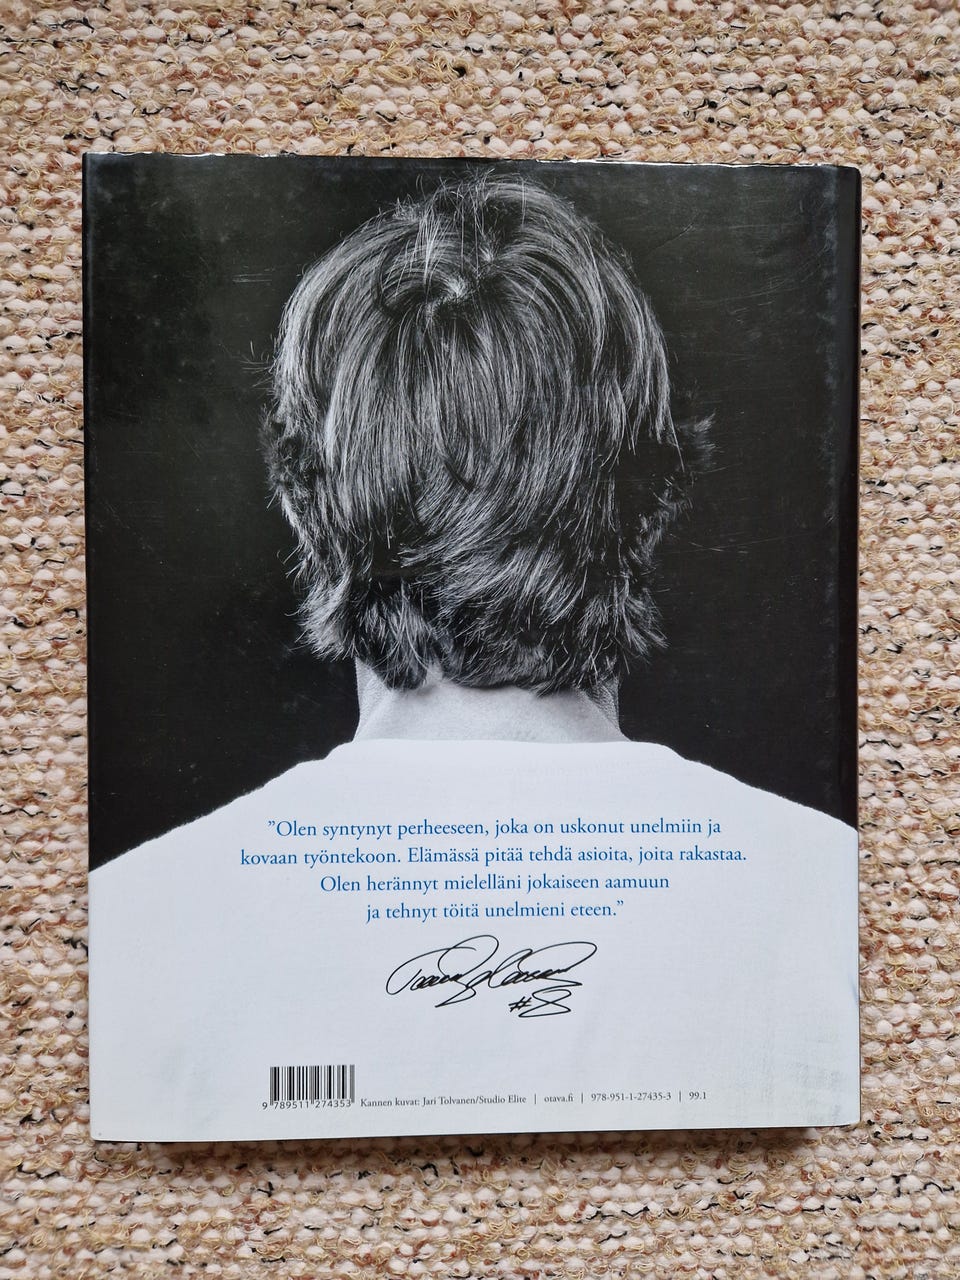 ”Olen syntynyt perheeseen, joka on uskonut unelmiin ja
kovaan työntekoon. Elämässä pitää tehdä asioita, joita rakastaa.
Olen herännyt mielelläni jokaiseen aamuun
ja tehnyt töitä unelmieni eteen.”
#8
9 789511 274353
Kannen kuvat: Jari Tolvanen/Studio Elite | otava.fi | 978-951-1-27435-3 | 99.1